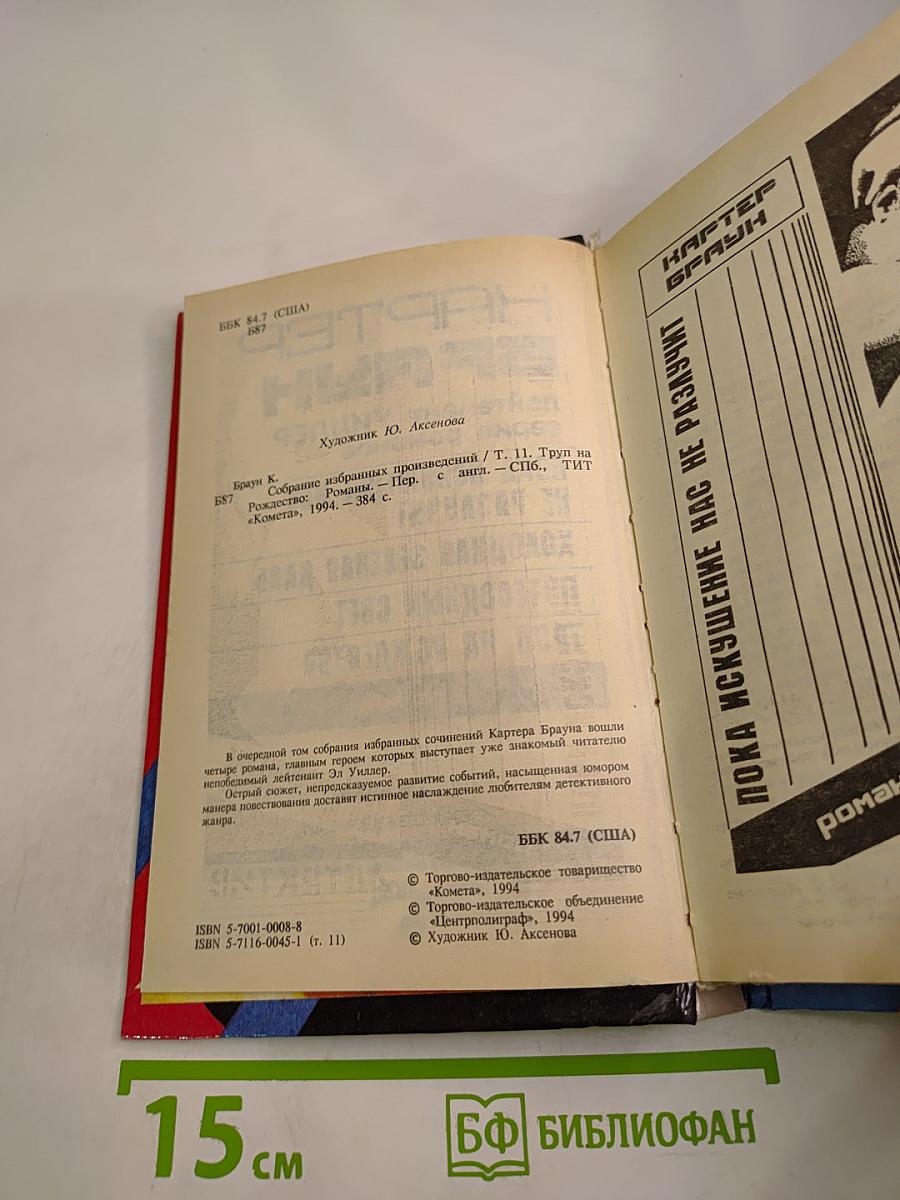 ББК 84.7 (США)
Б87
Художник Ю. Аксенова
Браун К.
Б87 Собрание избранных произведений / Т. 11. Труп на
Рождество: Романы. — Пер. с англ. — СПб., ТИТ
«Комета», 1994. — 384 с.
В очередной том собрания избранных сочинений Картера Брауна вошли
четыре романа, главным героем которых выступает уже знакомый читателю
непобедимый лейтенант Эл Уиллер.
Острый сюжет, непредсказуемое развитие событий, насыщенная юмором
манера повествования доставят истинное наслаждение любителям детективного
жанра.
ББК 84.7 (США)
© Торгово-издательское товарищество
«Комета», 1994
© Торгово-издательское объединение
«Центрполиграф», 1994
© Художник Ю. Аксенова
ISBN 5-7001-0008-8
ISBN 5-7116-0045-1 (т. 11)
КАРТЕР
БРАУН
ПОКА ИСКУШЕНИЕ НАС НЕ РАЗЛУЧИТ
роман
15 см
БФ БИБЛИОФАН